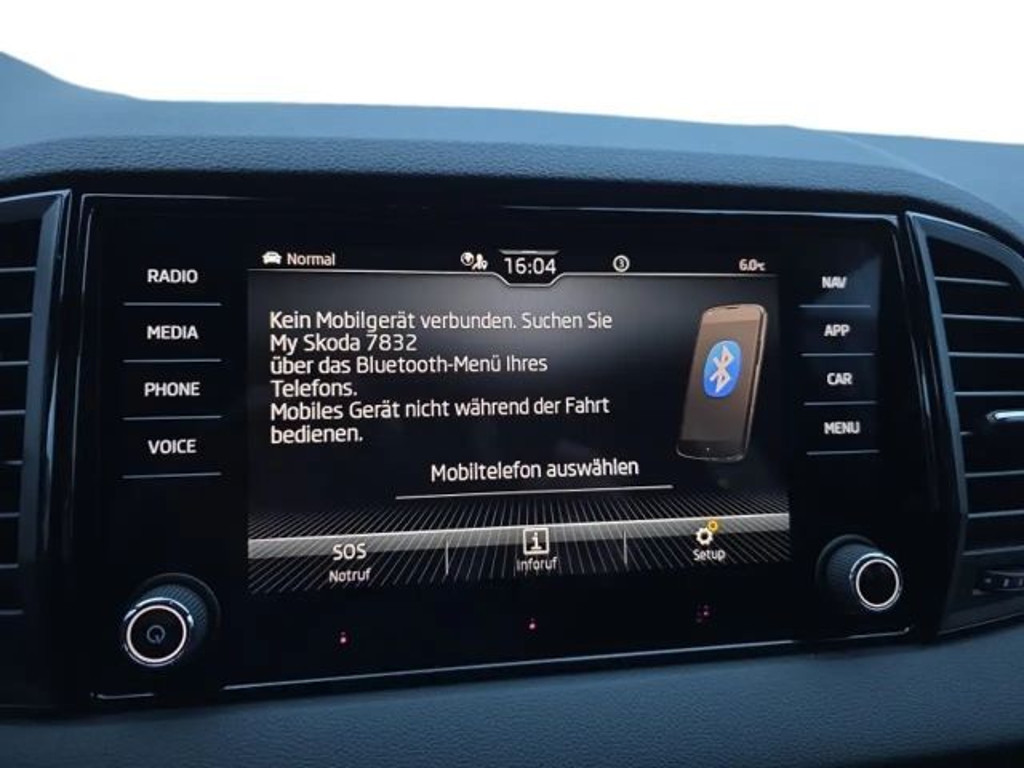 Normal
16:04
6.0°C
RADIO
MEDIA
PHONE
VOICE
Kein Mobilgerät verbunden. Suchen Sie
My Skoda 7832
über das Bluetooth-Menü Ihres
Telefons.
Mobiles Gerät nicht während der Fahrt
bedienen.
Mobiltelefon auswählen
SOS
Notruf
i
Inforuf
Setup
NAV
APP
CAR
MENU